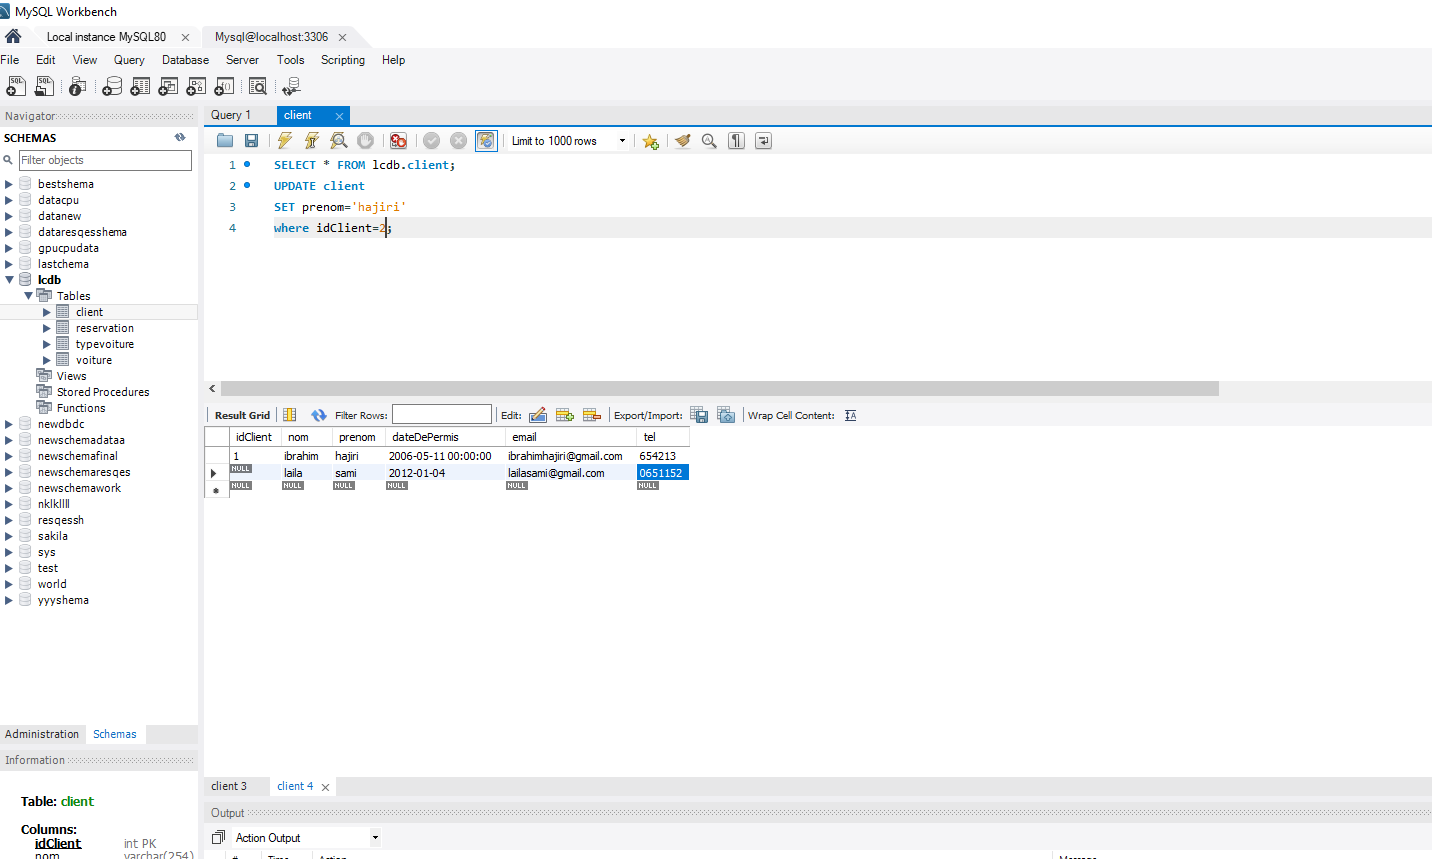 MySQL Workbench
Local instance MySQL80
Mysql@localhost:3306
File Edit View Query Database Server Tools Scripting Help
Navigator
SCHEMAS
Filter objects
bestshema
datacpu
datanew
dataresqesshema
gpucpudata
lastchema
lcdb
Tables
client
reservation
typevoiture
voiture
Views
Stored Procedures
Functions
newdbdc
newschemadataa
newschemafinal
newschemaresqes
newschemawork
nklkllll
resqessh
sakila
sys
test
world
yyyshema
Administration Schemas
Information
Table: client
Columns:
idClient int PK
nom varchar(254)
Query 1 client
Limit to 1000 rows
1 SELECT * FROM lcdb.client;
2 UPDATE client
3 SET prenom='hajiri'
4 where idClient=2;
Result Grid Filter Rows: Edit: Export/Import: Wrap Cell Content:
idClient nom prenom dateDePermis email tel
1 ibrahim hajiri 2006-05-11 00:00:00 ibrahimhajiri@gmail.com 654213
NULL laila sami 2012-01-04 lailasami@gmail.com 0651152
NULL NULL NULL NULL NULL NULL
client 3 client 4
Output
Action Output
# Time Action Message